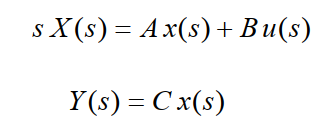 s X(s) = A x(s) + B u(s)
Y(s) = C x(s)